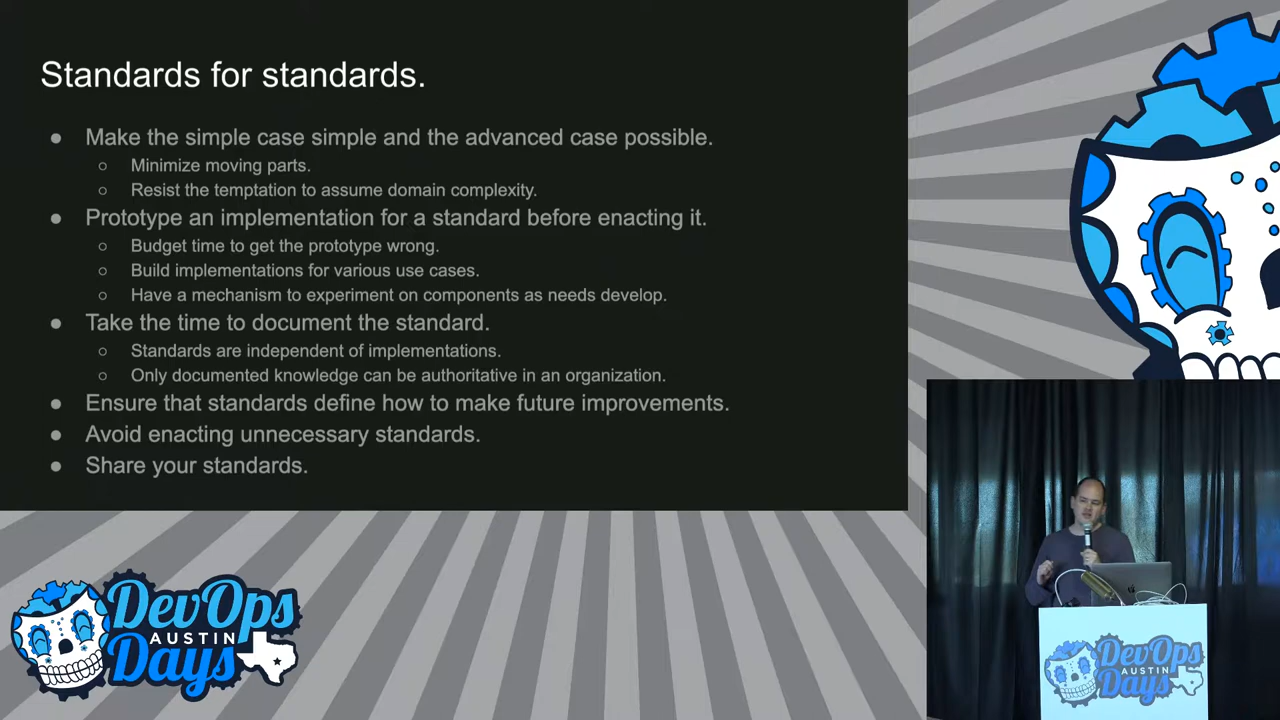 Standards for standards.
● Make the simple case simple and the advanced case possible.
○ Minimize moving parts.
○ Resist the temptation to assume domain complexity.
● Prototype an implementation for a standard before enacting it.
○ Budget time to get the prototype wrong.
○ Build implementations for various use cases.
○ Have a mechanism to experiment on components as needs develop.
● Take the time to document the standard.
○ Standards are independent of implementations.
○ Only documented knowledge can be authoritative in an organization.
● Ensure that standards define how to make future improvements.
● Avoid enacting unnecessary standards.
● Share your standards.
DevOps
AUSTIN
Days
DevOps
AUSTIN
Days